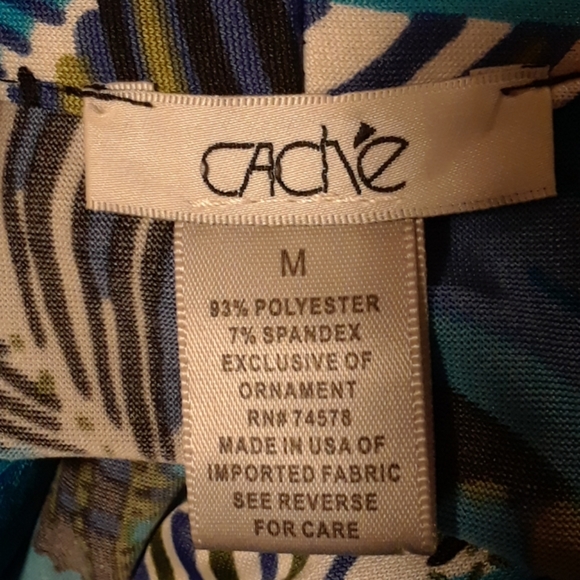 CACHÉ
M
93% POLYESTER
7% SPANDEX
EXCLUSIVE OF
ORNAMENT
RN# 74578
MADE IN USA OF
IMPORTED FABRIC
SEE REVERSE
FOR CARE